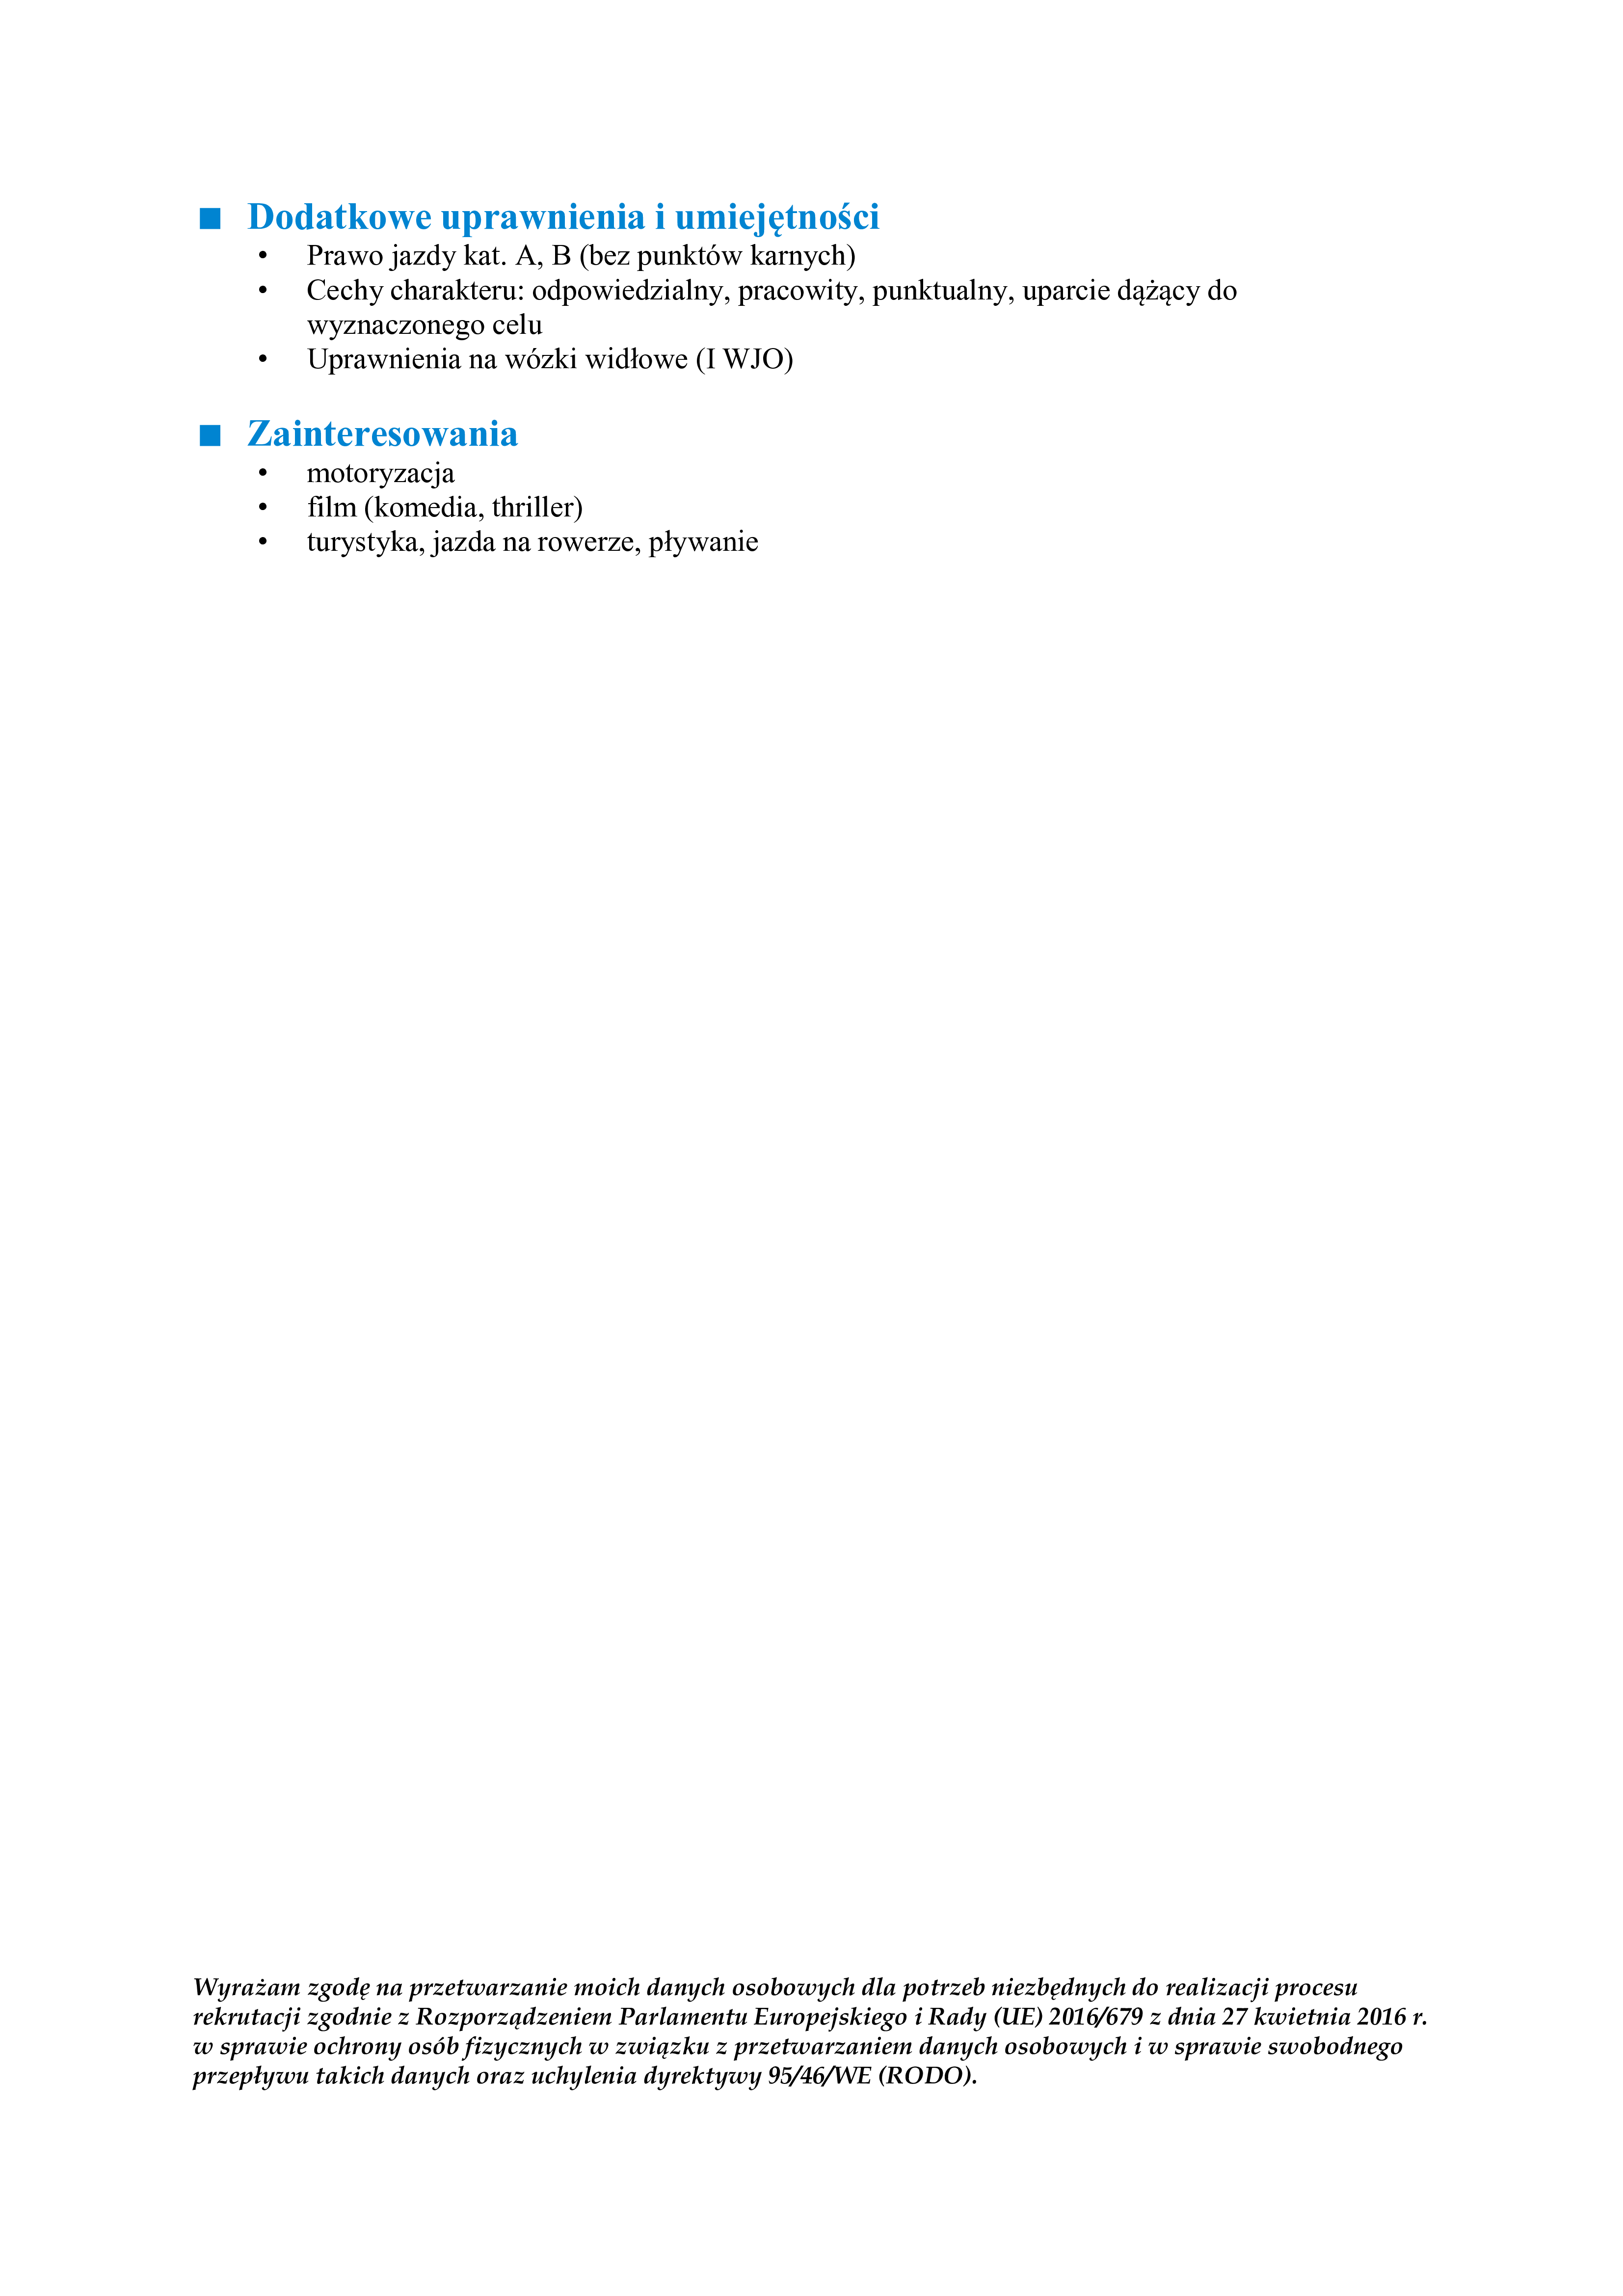 ■ Dodatkowe uprawnienia i umiejętności
• Prawo jazdy kat. A, B (bez punktów karnych)
• Cechy charakteru: odpowiedzialny, pracowity, punktualny, uparcie dążący do
wyznaczonego celu
• Uprawnienia na wózki widłowe (I WJO)
■ Zainteresowania
• motoryzacja
• film (komedia, thriller)
• turystyka, jazda na rowerze, pływanie
Wyrażam zgodę na przetwarzanie moich danych osobowych dla potrzeb niezbędnych do realizacji procesu
rekrutacji zgodnie z Rozporządzeniem Parlamentu Europejskiego i Rady (UE) 2016/679 z dnia 27 kwietnia 2016 r.
w sprawie ochrony osób fizycznych w związku z przetwarzaniem danych osobowych i w sprawie swobodnego
przepływu takich danych oraz uchylenia dyrektywy 95/46/WE (RODO).